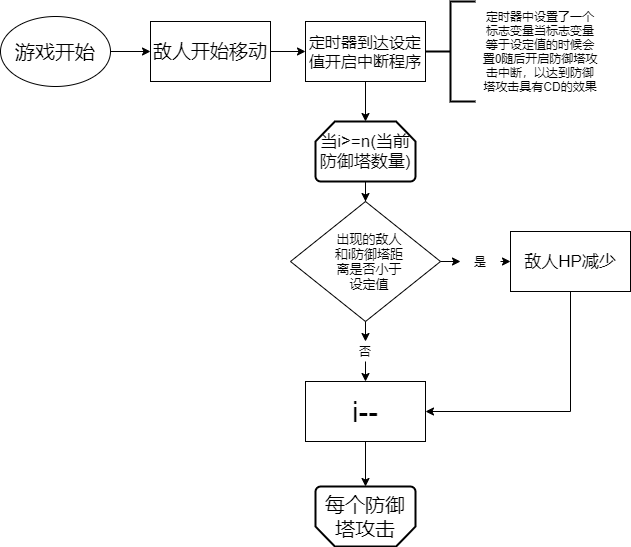 游戏开始
敌人开始移动
定时器到达设定
值开启中断程序
定时器中设置了一个
标志变量当标志变量
等于设定值的时候会
置0随后开启防御塔攻
击中断，以达到防御
塔攻击具有CD的效果
当i>=n(当前
防御塔数量)
出现的敌人
和i防御塔距
离是否小于
设定值
是
敌人HP减少
否
i--
每个防御
塔攻击